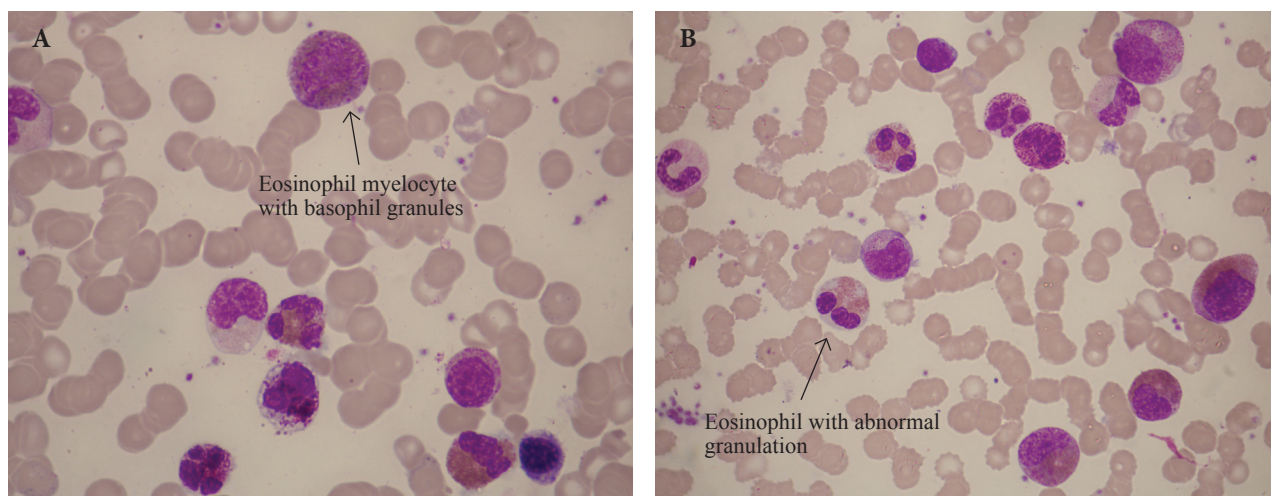 A
Eosinophil myelocyte
with basophil granules
B
Eosinophil with abnormal
granulation